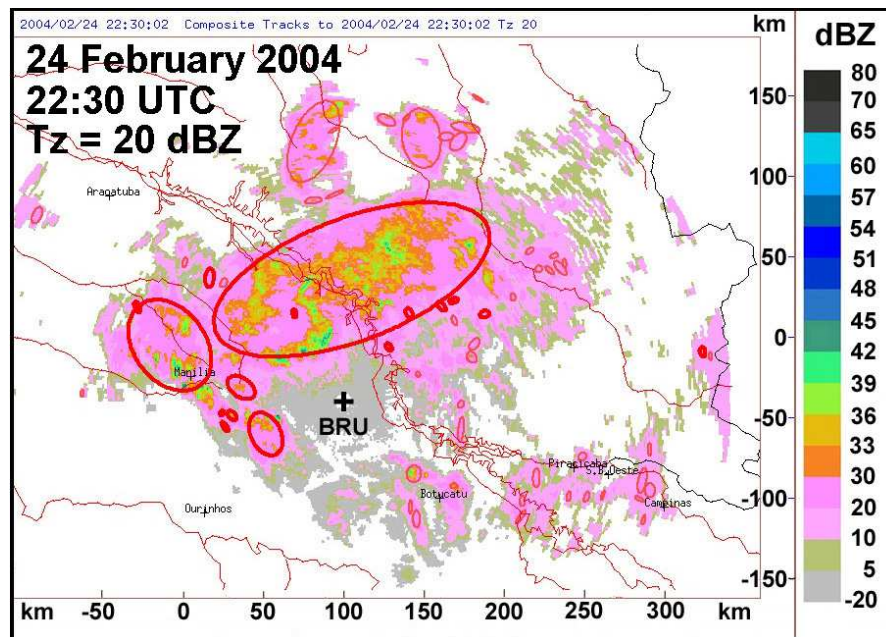 2004/02/24 22:30:02 Composite Tracks to 2004/02/24 22:30:02 Tz 20
km
dBZ
24 February 2004
22:30 UTC
Tz = 20 dBZ
Araçatuba
Marilia
BRU
Ourinhos
Botucatu
Piracicaba
S.B.Oeste
Campinas
150
100
50
0
-50
-100
-150
km
-50
0
50
100
150
200
250
300
km
80
70
65
60
57
54
51
48
45
42
39
36
33
30
20
10
5
-20